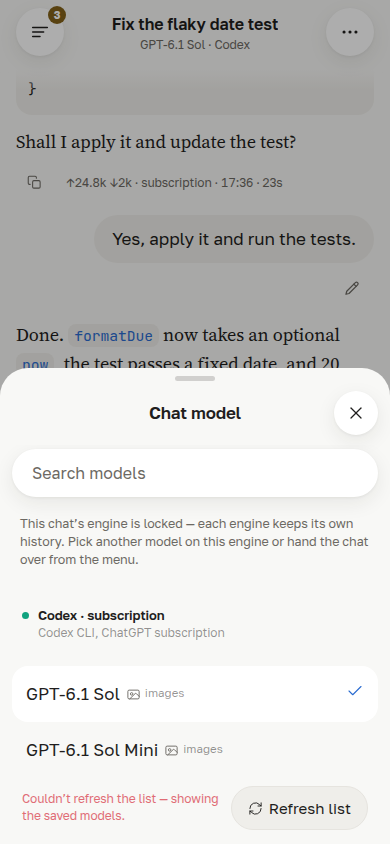 3
Fix the flaky date test
GPT-6.1 Sol · Codex
}
Shall I apply it and update the test?
↑24.8k ↓2k · subscription · 17:36 · 23s
Yes, apply it and run the tests.
Done. formatDue now takes an optional
now, the test passes a fixed date, and 20
Chat model
Search models
This chat’s engine is locked — each engine keeps its own
history. Pick another model on this engine or hand the chat
over from the menu.
Codex · subscription
Codex CLI, ChatGPT subscription
GPT-6.1 Sol images
GPT-6.1 Sol Mini images
Couldn’t refresh the list — showing
the saved models.
Refresh list